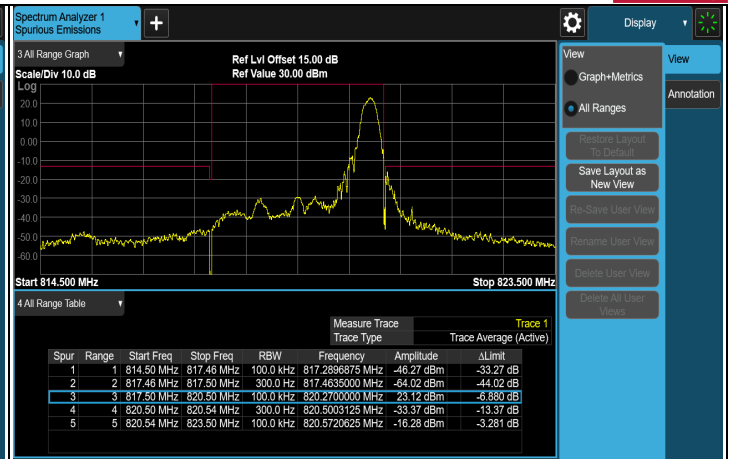 Spectrum Analyzer 1
Spurious Emissions
+
Display
3 All Range Graph
Ref Lvl Offset 15.00 dB
Scale/Div 10.0 dB
Ref Value 30.00 dBm
Log
20.0
10.0
0.00
-10.0
-20.0
-30.0
-40.0
-50.0
-60.0
Start 814.500 MHz
Stop 823.500 MHz
View
Graph+Metrics
All Ranges
Restore Layout
To Default
Save Layout as
New View
Re-Save User View
Rename User View
Delete User View
Delete All User
Views
View
Annotation
4 All Range Table
Measure Trace Trace 1
Trace Type Trace Average (Active)
Spur Range Start Freq Stop Freq RBW Frequency Amplitude ΔLimit
1 1 814.50 MHz 817.46 MHz 100.0 kHz 817.2896875 MHz -46.27 dBm -33.27 dB
2 2 817.46 MHz 817.50 MHz 300.0 Hz 817.4635000 MHz -64.02 dBm -44.02 dB
3 3 817.50 MHz 820.50 MHz 100.0 kHz 820.2700000 MHz 23.12 dBm -6.880 dB
4 4 820.50 MHz 820.54 MHz 300.0 Hz 820.5003125 MHz -33.37 dBm -13.37 dB
5 5 820.54 MHz 823.50 MHz 100.0 kHz 820.5720625 MHz -16.28 dBm -3.281 dB